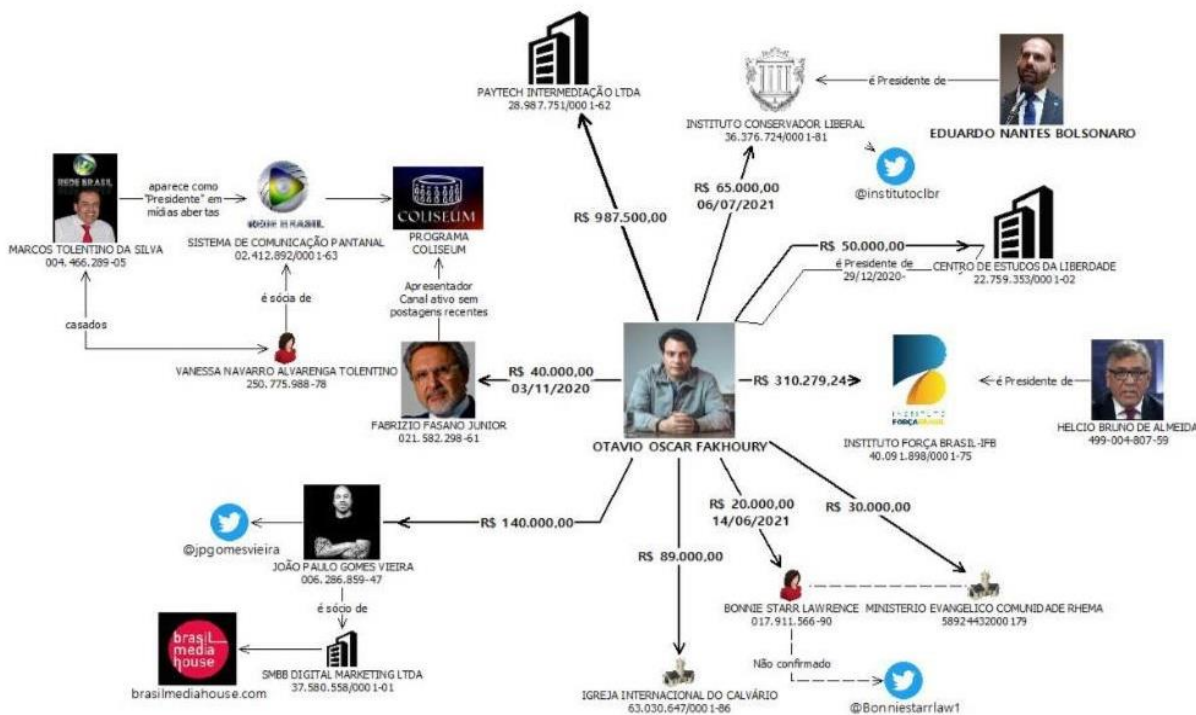 PAYTECH INTERMEDIAÇÃO LTDA
28.987.751/0001-62
INSTITUTO CONSERVADOR LIBERAL
36.376.724/0001-81
é Presidente de
EDUARDO NANTES BOLSONARO
@institutoclbr
R$ 987.500,00
R$ 65.000,00
06/07/2021
REDE BRASIL
MARCOS TOLENTINO DA SILVA
004.466.289-05
aparece como
"Presidente" em
mídias abertas
REDE BRASIL
SISTEMA DE COMUNICAÇÃO PANTANAL
02.412.892/0001-63
COLISEUM
PROGRAMA
COLISEUM
R$ 50.000,00
é Presidente de
29/12/2020-
CENTRO DE ESTUDOS DA LIBERDADE
22.759.353/0001-02
casados
é sócia de
Apresentador
Canal ativo sem
postagens recentes
VANESSA NAVARRO ALVARENGA TOLENTINO
250.775.988-78
R$ 40.000,00
03/11/2020
FABRIZIO FASANO JUNIOR
021.582.298-61
OTAVIO OSCAR FAKHOURY
R$ 310.279,24
INSTITUTO
FORÇA BRASIL
INSTITUTO FORÇA BRASIL-IFB
40.091.898/0001-75
é Presidente de
HELCIO BRUNO DE ALMEIDA
499-004-807-59
@jpgomesvieira
JOÃO PAULO GOMES VIEIRA
006.286.859-47
R$ 140.000,00
R$ 89.000,00
R$ 20.000,00
14/06/2021
R$ 30.000,00
é sócio de
brasil
media
house
brasilmediahouse.com
SMBB DIGITAL MARKETING LTDA
37.580.558/0001-01
IGREJA INTERNACIONAL DO CALVÁRIO
63.030.647/0001-86
BONNIE STARR LAWRENCE
017.911.566-90
MINISTERIO EVANGELICO COMUNIDADE RHEMA
58924432000179
Não confirmado
@Bonniestarrlaw1